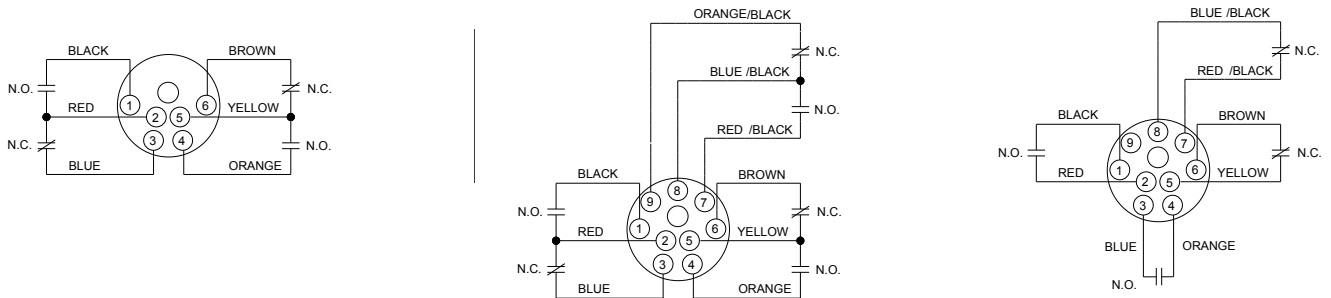 BLACK BROWN
N.O. N.C.
1 6
RED 2 5 YELLOW
3 4
N.C. N.O.
BLUE ORANGE
ORANGE/BLACK
N.C.
BLUE /BLACK
N.O.
RED /BLACK
BLACK 9 8 7 BROWN
N.O. 1 6 N.C.
RED 2 5 YELLOW
N.C. 3 4 N.O.
BLUE ORANGE
BLUE /BLACK
N.C.
RED /BLACK
BLACK 8 BROWN
9 7
N.O. 1 6 N.C.
RED 2 5 YELLOW
3 4
BLUE ORANGE
N.O.